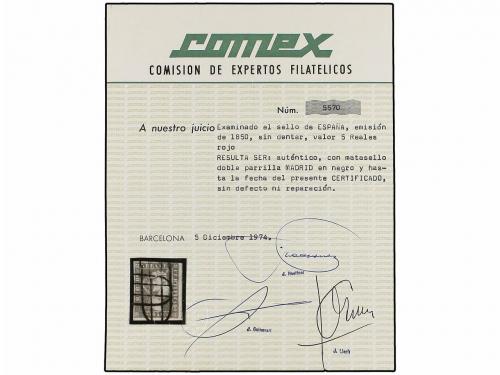 comex
COMISION DE EXPERTOS FILATELICOS
Núm. 5570
A nuestro juicio Examinado el sello de ESPAÑA, emisión
de 1850, sin dentar, valor 5 Reales
rojo
RESULTA SER: auténtico, con matasello
doble parrilla MADRID en negro y has-
ta la fecha del presente CERTIFICADO,
sin defecto ni reparación.
BARCELONA 5 Diciembre 1974.
J.
J.
J. Llach